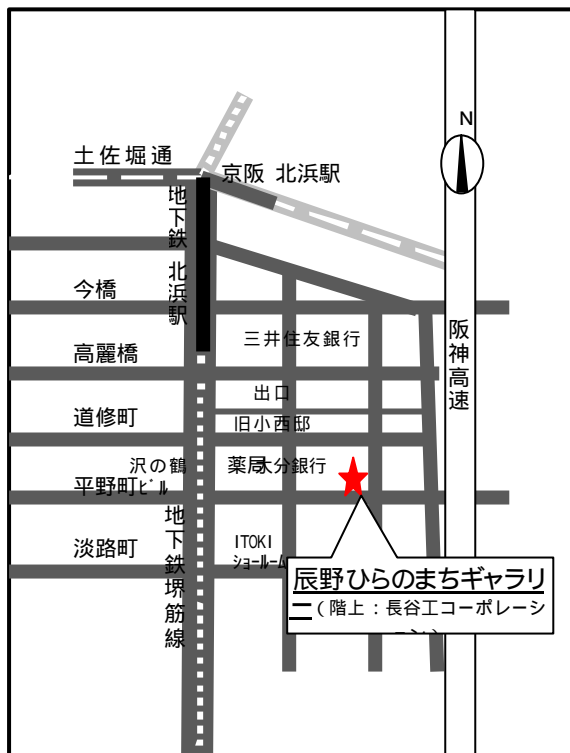 N
土佐堀通
京阪 北浜駅
地下鉄 北浜駅
今橋
三井住友銀行
阪神高速
高麗橋
出口
道修町
旧小西邸
沢の鶴
薬局
大分銀行
平野町ビル
地下鉄堺筋線
淡路町
ITOKI
ショールーム
辰野ひらのまちギャラリ
ー(階上:長谷工コーポレーシ
ョン)